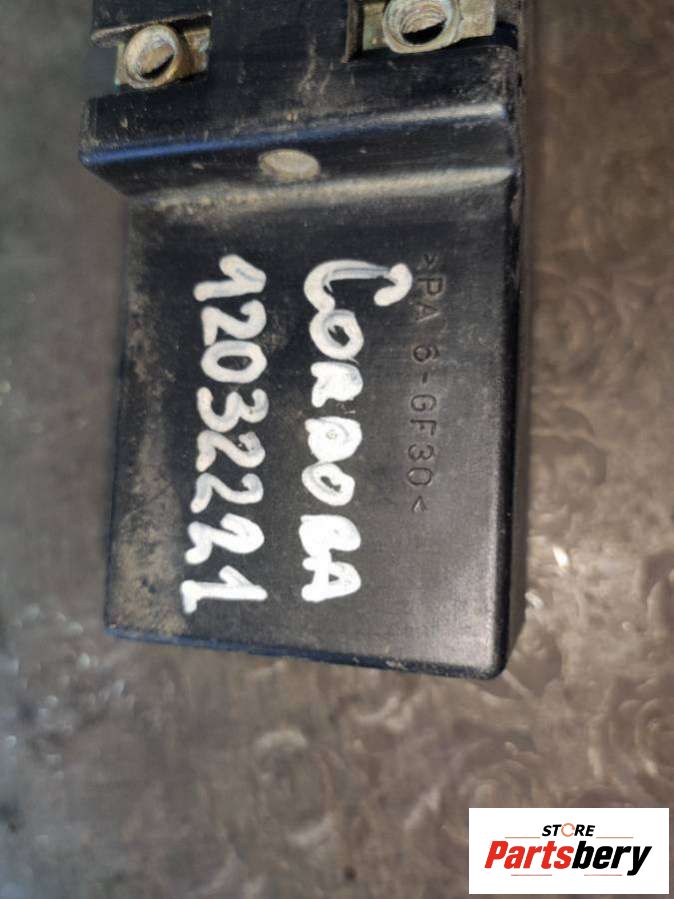 >PA 6-GF30<
CORDOBA
12032221
STORE
Partsbery